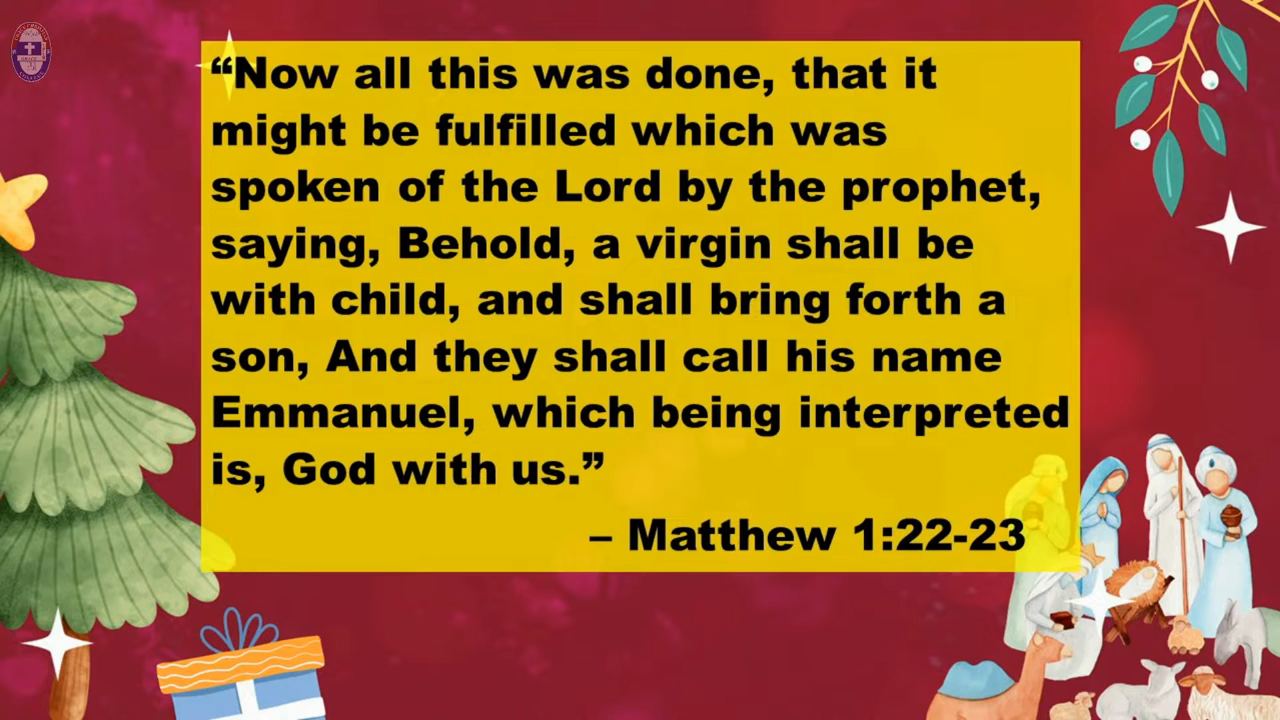 “Now all this was done, that it
might be fulfilled which was
spoken of the Lord by the prophet,
saying, Behold, a virgin shall be
with child, and shall bring forth a
son, And they shall call his name
Emmanuel, which being interpreted
is, God with us.”
– Matthew 1:22-23